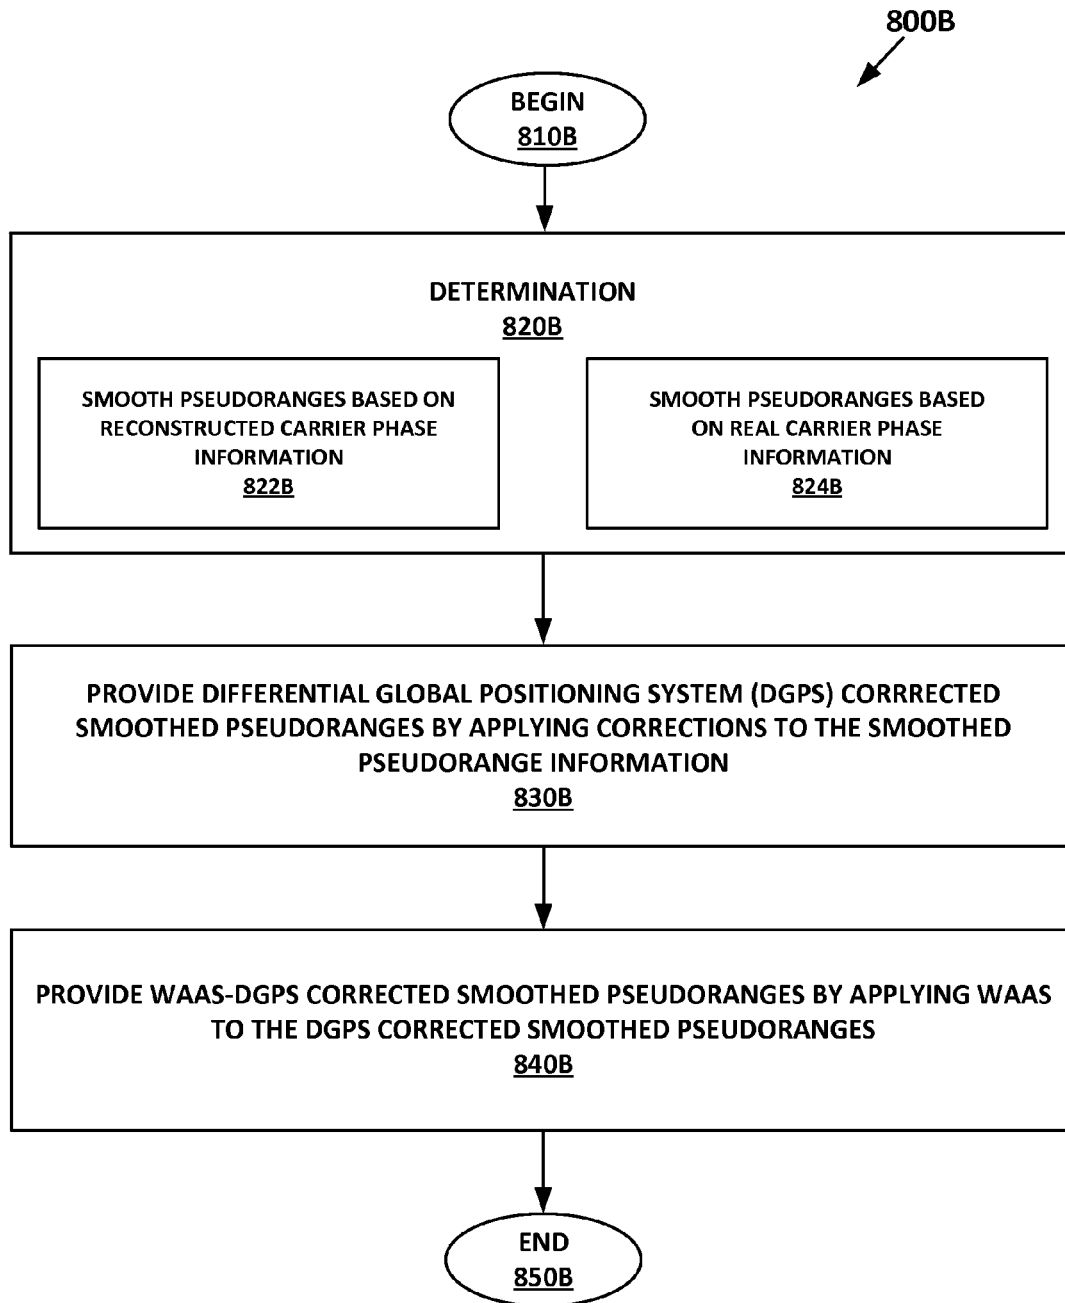 800B
BEGIN
810B
DETERMINATION
820B
SMOOTH PSEUDORANGES BASED ON
RECONSTRUCTED CARRIER PHASE
INFORMATION
822B
SMOOTH PSEUDORANGES BASED
ON REAL CARRIER PHASE
INFORMATION
824B
PROVIDE DIFFERENTIAL GLOBAL POSITIONING SYSTEM (DGPS) CORRRECTED
SMOOTHED PSEUDORANGES BY APPLYING CORRECTIONS TO THE SMOOTHED
PSEUDORANGE INFORMATION
830B
PROVIDE WAAS-DGPS CORRECTED SMOOTHED PSEUDORANGES BY APPLYING WAAS
TO THE DGPS CORRECTED SMOOTHED PSEUDORANGES
840B
END
850B